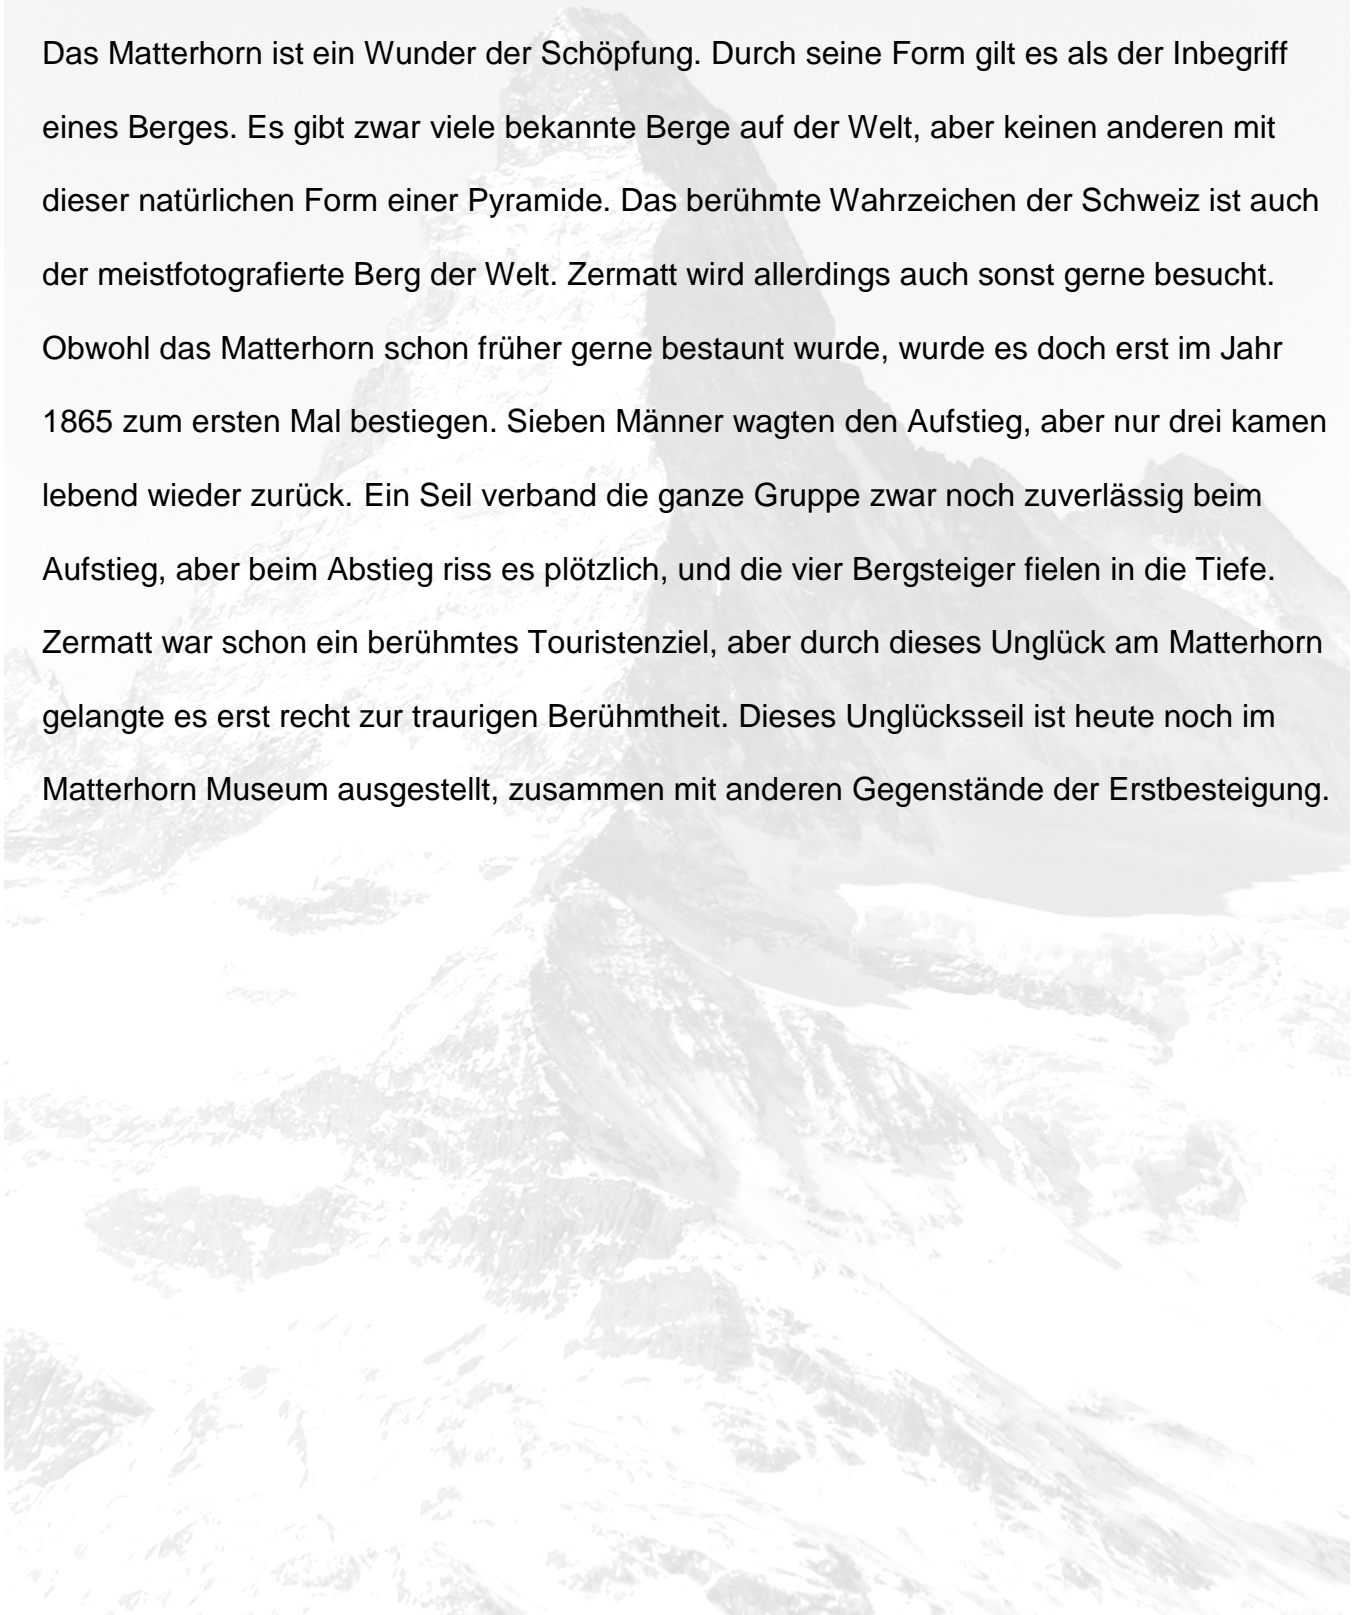 Das Matterhorn ist ein Wunder der Schöpfung. Durch seine Form gilt es als der Inbegriff
eines Berges. Es gibt zwar viele bekannte Berge auf der Welt, aber keinen anderen mit
dieser natürlichen Form einer Pyramide. Das berühmte Wahrzeichen der Schweiz ist auch
der meistfotografierte Berg der Welt. Zermatt wird allerdings auch sonst gerne besucht.
Obwohl das Matterhorn schon früher gerne bestaunt wurde, wurde es doch erst im Jahr
1865 zum ersten Mal bestiegen. Sieben Männer wagten den Aufstieg, aber nur drei kamen
lebend wieder zurück. Ein Seil verband die ganze Gruppe zwar noch zuverlässig beim
Aufstieg, aber beim Abstieg riss es plötzlich, und die vier Bergsteiger fielen in die Tiefe.
Zermatt war schon ein berühmtes Touristenziel, aber durch dieses Unglück am Matterhorn
gelangte es erst recht zur traurigen Berühmtheit. Dieses Unglücksseil ist heute noch im
Matterhorn Museum ausgestellt, zusammen mit anderen Gegenstände der Erstbesteigung.